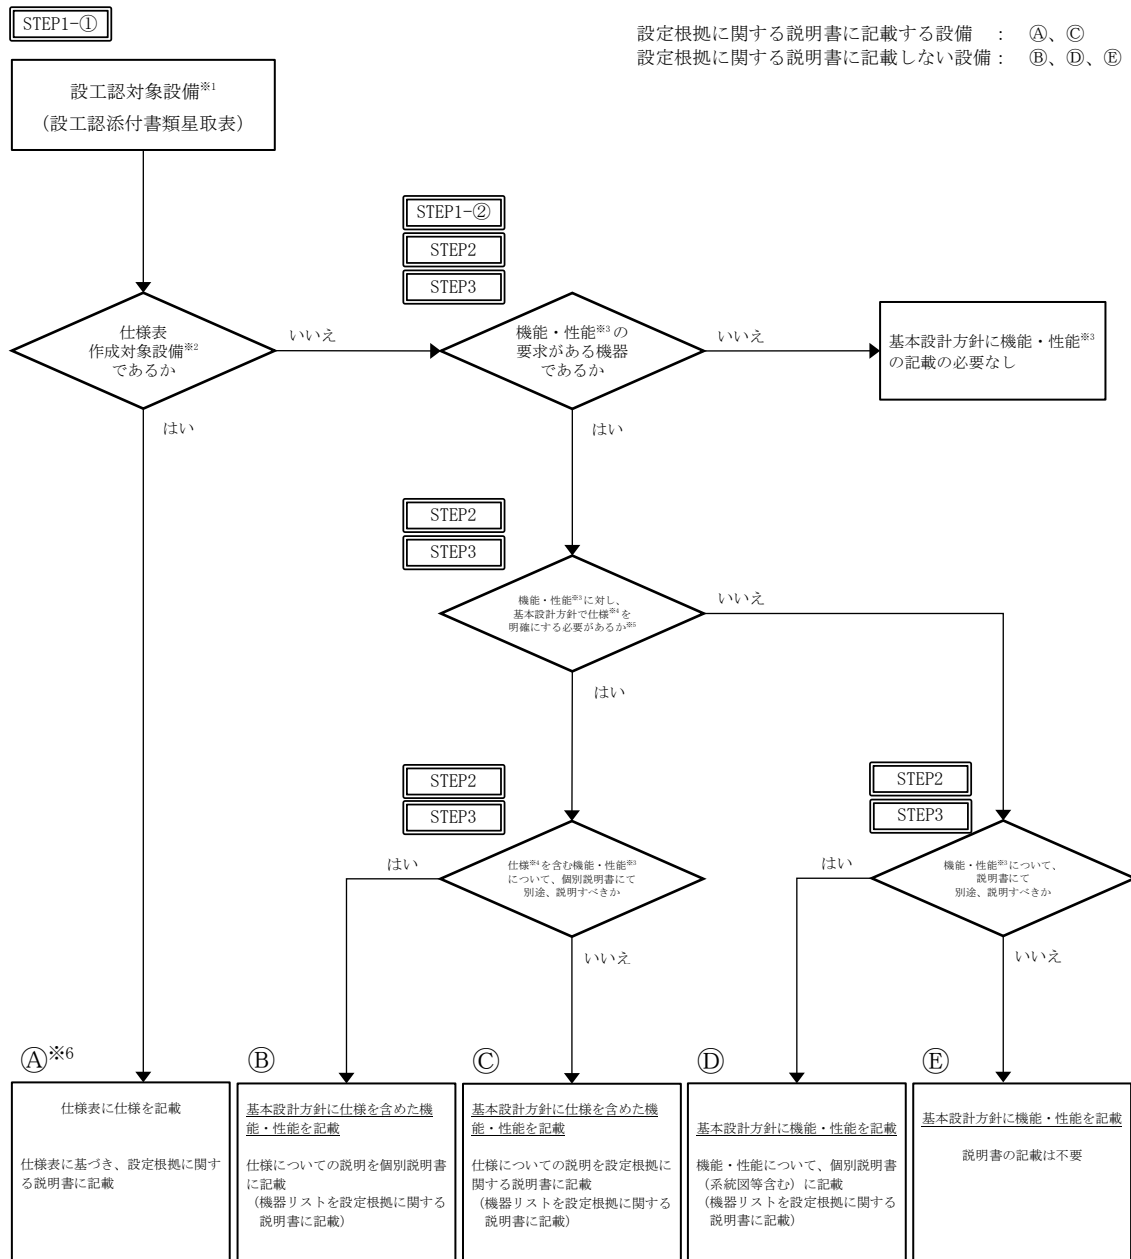 STEP1-①
設定根拠に関する説明書に記載する設備 : Ⓐ、Ⓒ
設定根拠に関する説明書に記載しない設備: Ⓑ、Ⓓ、Ⓔ
設工認対象設備※1
(設工認添付書類星取表)
STEP1-②
STEP2
STEP3
仕様表
作成対象設備※2
であるか
いいえ
機能・性能※3の
要求がある機器
であるか
いいえ
基本設計方針に機能・性能※3
の記載の必要なし
はい
はい
STEP2
STEP3
機能・性能※3に対し、
基本設計方針で仕様※4を
明確にする必要があるか※5
いいえ
はい
STEP2
STEP3
STEP2
STEP3
はい
仕様※4を含む機能・性能※3
について、個別説明書にて
別途、説明すべきか
いいえ
はい
機能・性能※3について、
説明書にて
別途、説明すべきか
いいえ
Ⓐ※6
仕様表に仕様を記載
仕様表に基づき、設定根拠に関す
る説明書に記載
Ⓑ
基本設計方針に仕様を含めた機
能・性能を記載
仕様についての説明を個別説明書
に記載
(機器リストを設定根拠に関する
説明書に記載)
Ⓒ
基本設計方針に仕様を含めた機
能・性能を記載
仕様についての説明を設定根拠に
関する説明書に記載
(機器リストを設定根拠に関する
説明書に記載)
Ⓓ
基本設計方針に機能・性能を記載
機能・性能について、個別説明書
(系統図等含む)に記載
(機器リストを設定根拠に関する
説明書に記載)
Ⓔ
基本設計方針に機能・性能を記載
説明書の記載は不要